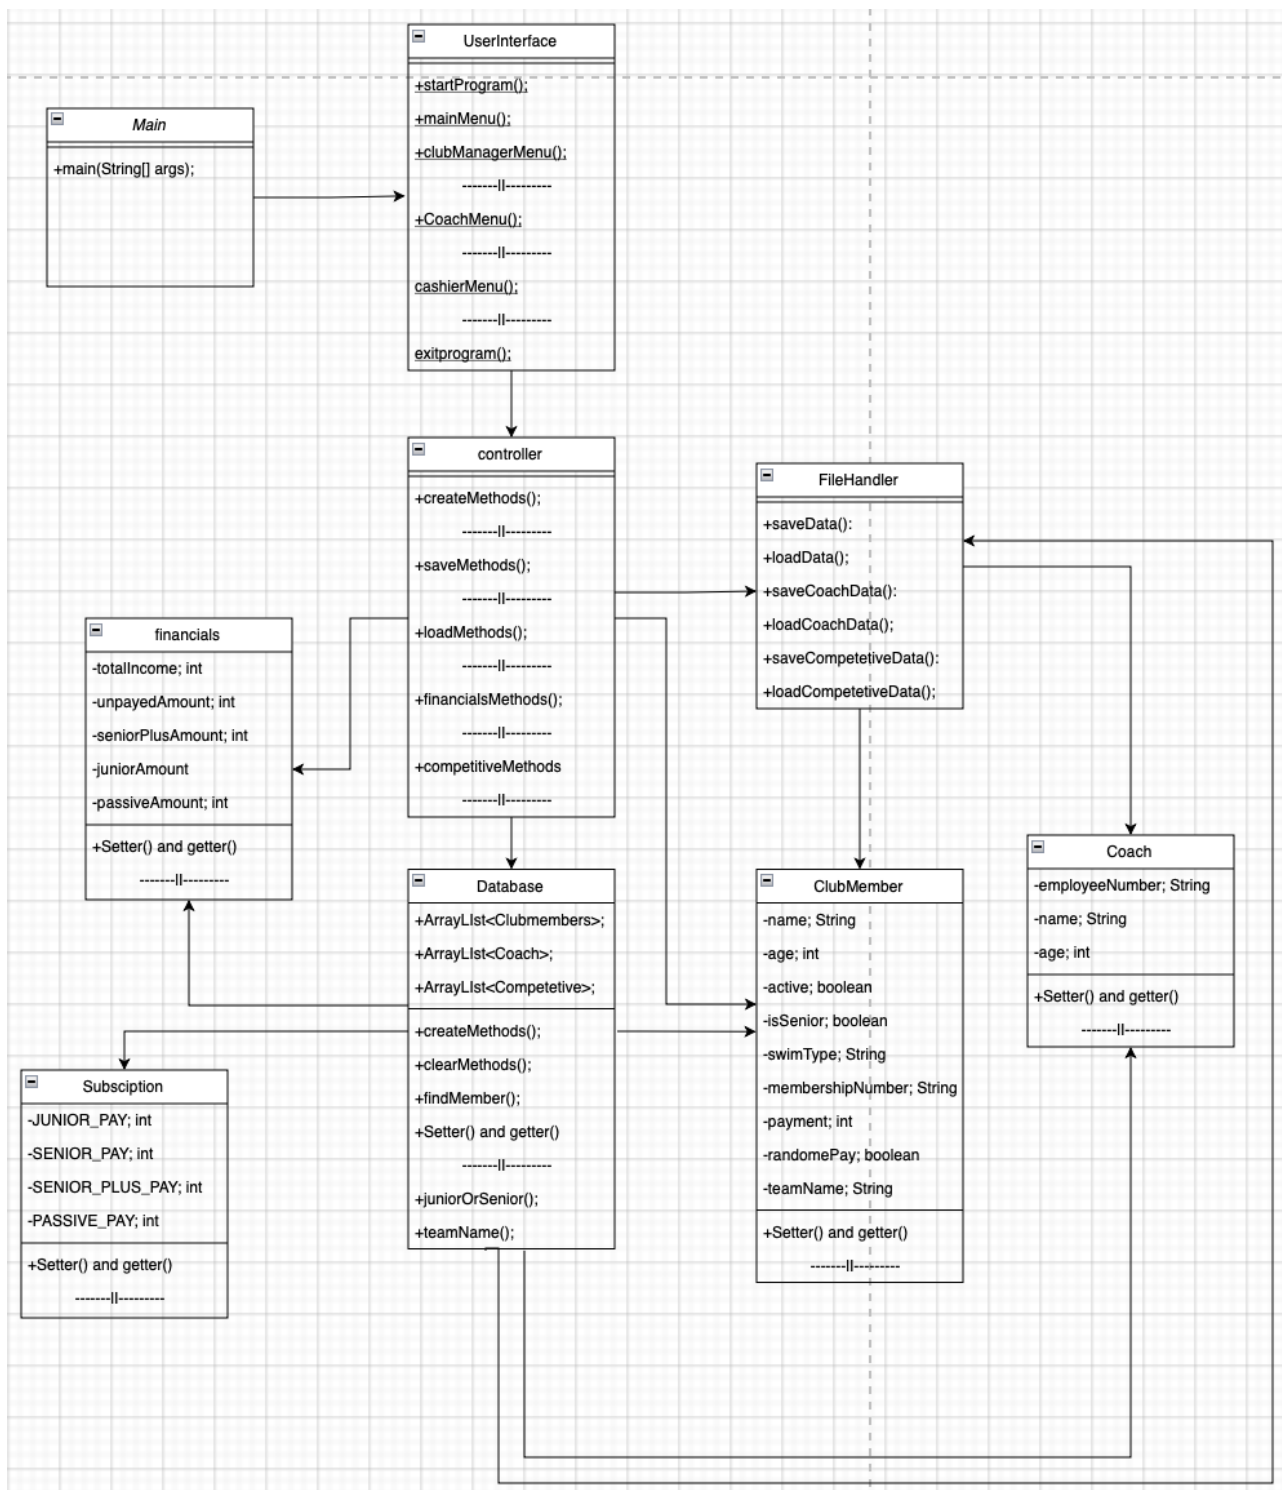 UserInterface
+startProgram();
+mainMenu();
+clubManagerMenu();
-------||---------
+CoachMenu();
-------||---------
cashierMenu();
-------||---------
exitprogram();
Main
+main(String[] args);
controller
+createMethods();
-------||---------
+saveMethods();
-------||---------
+loadMethods();
-------||---------
+financialsMethods();
-------||---------
+competitiveMethods
-------||---------
FileHandler
+saveData():
+loadData();
+saveCoachData():
+loadCoachData();
+saveCompetetiveData():
+loadCompetetiveData();
financials
-totalIncome; int
-unpayedAmount; int
-seniorPlusAmount; int
-juniorAmount
-passiveAmount; int
+Setter() and getter()
-------||---------
Database
+ArrayLIst<Clubmembers>;
+ArrayLIst<Coach>;
+ArrayLIst<Competetive>;
+createMethods();
+clearMethods();
+findMember();
+Setter() and getter()
-------||---------
+juniorOrSenior();
+teamName();
ClubMember
-name; String
-age; int
-active; boolean
-isSenior; boolean
-swimType; String
-membershipNumber; String
-payment; int
-randomePay; boolean
-teamName; String
+Setter() and getter()
-------||---------
Coach
-employeeNumber; String
-name; String
-age; int
+Setter() and getter()
-------||---------
Subsciption
-JUNIOR_PAY; int
-SENIOR_PAY; int
-SENIOR_PLUS_PAY; int
-PASSIVE_PAY; int
+Setter() and getter()
-------||---------